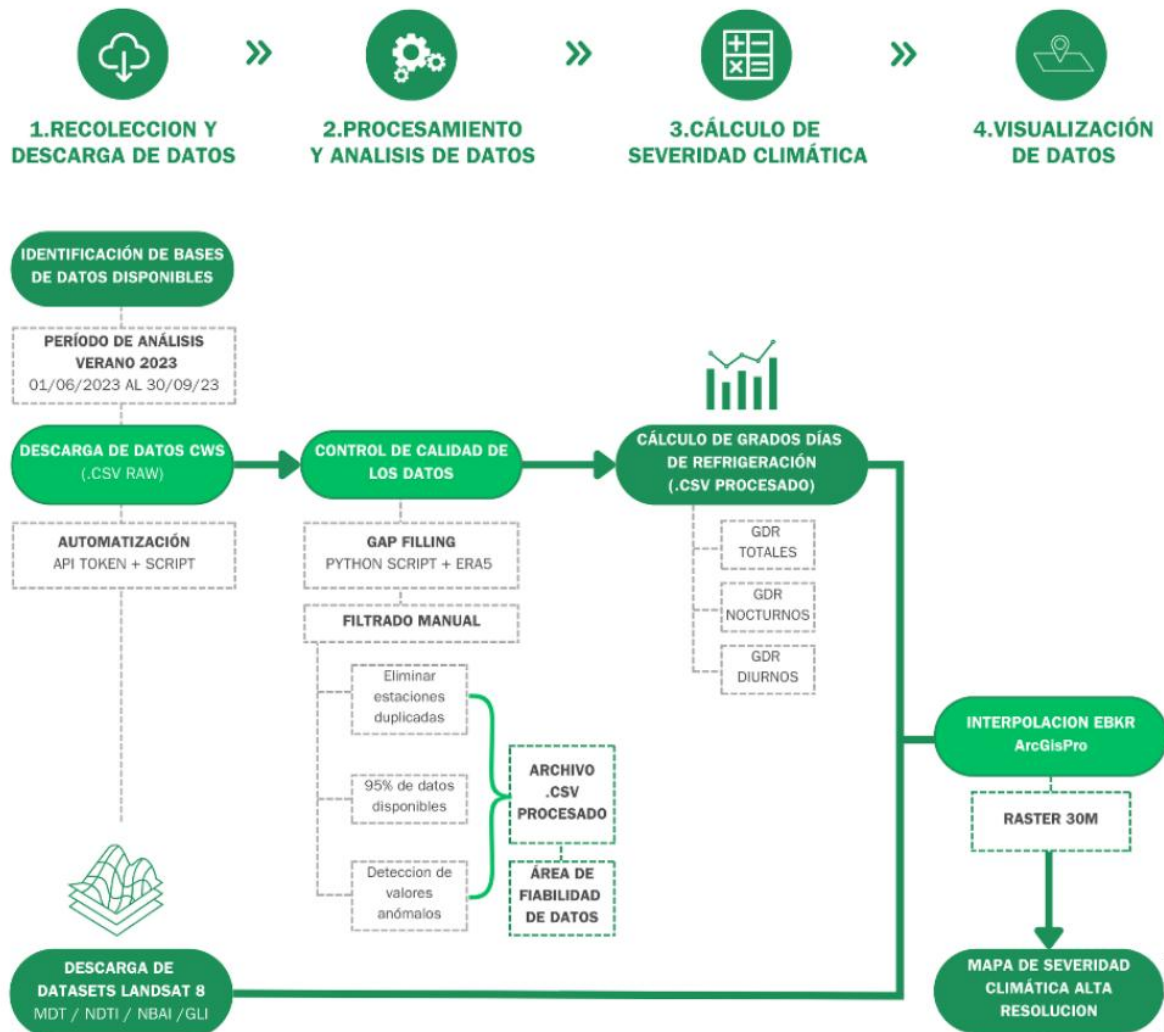 1.RECOLECCION Y
DESCARGA DE DATOS
2.PROCESAMIENTO
Y ANALISIS DE DATOS
3.CÁLCULO DE
SEVERIDAD CLIMÁTICA
4.VISUALIZACIÓN
DE DATOS
IDENTIFICACIÓN DE BASES
DE DATOS DISPONIBLES
PERÍODO DE ANÁLISIS
VERANO 2023
01/06/2023 AL 30/09/23
DESCARGA DE DATOS CWS
(.CSV RAW)
AUTOMATIZACIÓN
API TOKEN + SCRIPT
DESCARGA DE
DATASETS LANDSAT 8
MDT / NDTI / NBAI /GLI
CONTROL DE CALIDAD DE
LOS DATOS
GAP FILLING
PYTHON SCRIPT + ERA5
FILTRADO MANUAL
Eliminar
estaciones
duplicadas
95% de datos
disponibles
Deteccion de
valores
anómalos
ARCHIVO
.CSV
PROCESADO
ÁREA DE
FIABILIDAD
DE DATOS
CÁLCULO DE GRADOS DÍAS
DE REFRIGERACIÓN
(.CSV PROCESADO)
GDR
TOTALES
GDR
NOCTURNOS
GDR
DIURNOS
INTERPOLACION EBKR
ArcGisPro
RASTER 30M
MAPA DE SEVERIDAD
CLIMÁTICA ALTA
RESOLUCION